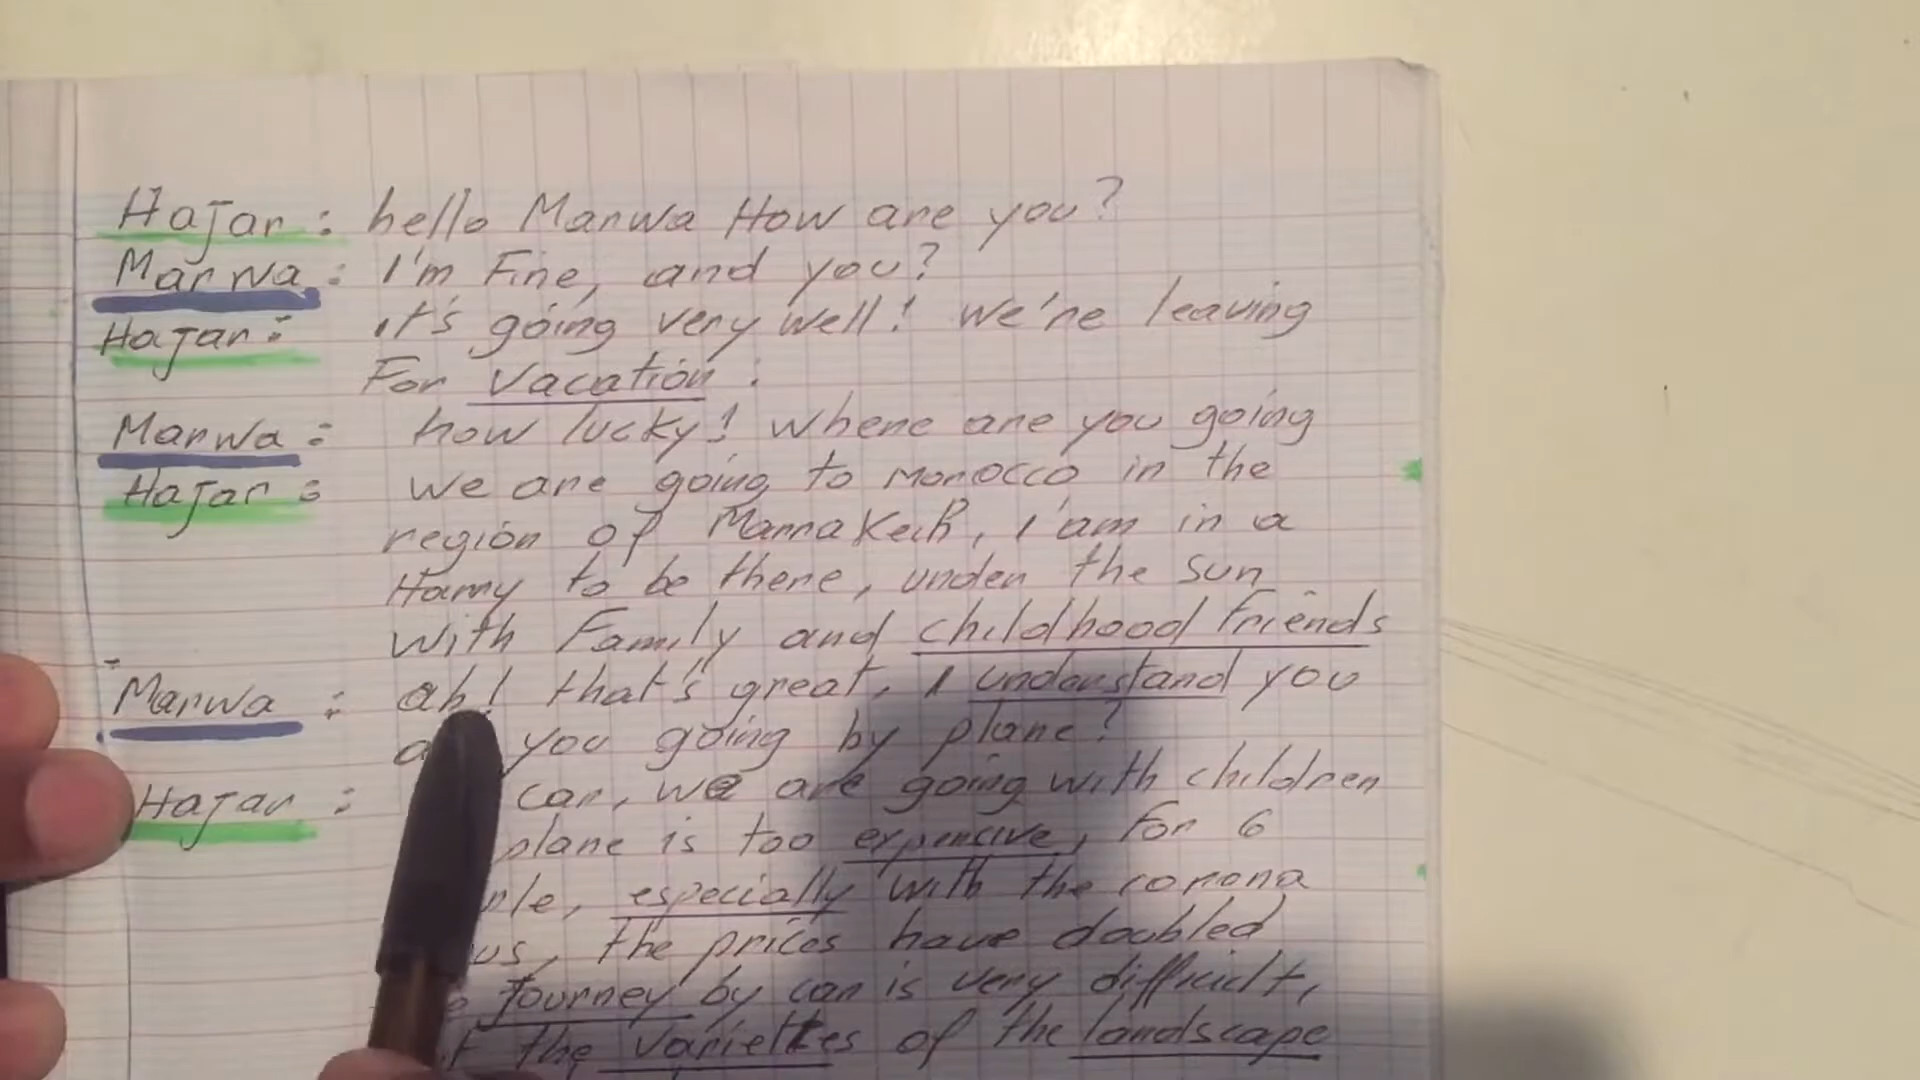 Hajar : hello Marwa How are you?
Marwa : I'm Fine, and you?
Hajar : it's going very well! we're leaving
For vacation :
Marwa : how lucky! where are you going
Hajar : we are going to morocco in the
region of Marrakech, I'am in a
Harry to be there, under the sun
with Family and childhood friends
Marwa : ah! that's great, I understand you
you going by plane?
Hajar : car, we are going with children
plane is too expensive, for 6
especially with the corona
the prices have doubled
Journey by car is very difficult,
the varieties of the landscape